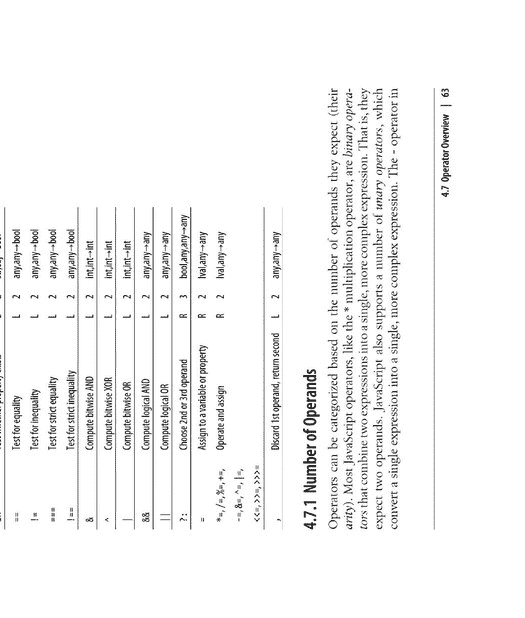 == Test for equality L 2 any,any→bool
!= Test for inequality L 2 any,any→bool
=== Test for strict equality L 2 any,any→bool
!== Test for strict inequality L 2 any,any→bool
& Compute bitwise AND L 2 int,int→int
^ Compute bitwise XOR L 2 int,int→int
| Compute bitwise OR L 2 int,int→int
&& Compute logical AND L 2 any,any→any
|| Compute logical OR L 2 any,any→any
?: Choose 2nd or 3rd operand R 3 bool,any,any→any
= Assign to a variable or property R 2 lval,any→any
*=, /=, %=, +=, Operate and assign R 2 lval,any→any
-=, &=, ^=, |=,
<<=, >>=, >>>=
, Discard 1st operand, return second L 2 any,any→any
4.7.1 Number of Operands
Operators can be categorized based on the number of operands they expect (their
arity). Most JavaScript operators, like the * multiplication operator, are binary opera-
tors that combine two expressions into a single, more complex expression. That is, they
expect two operands. JavaScript also supports a number of unary operators, which
convert a single expression into a single, more complex expression. The - operator in
4.7 Operator Overview | 63